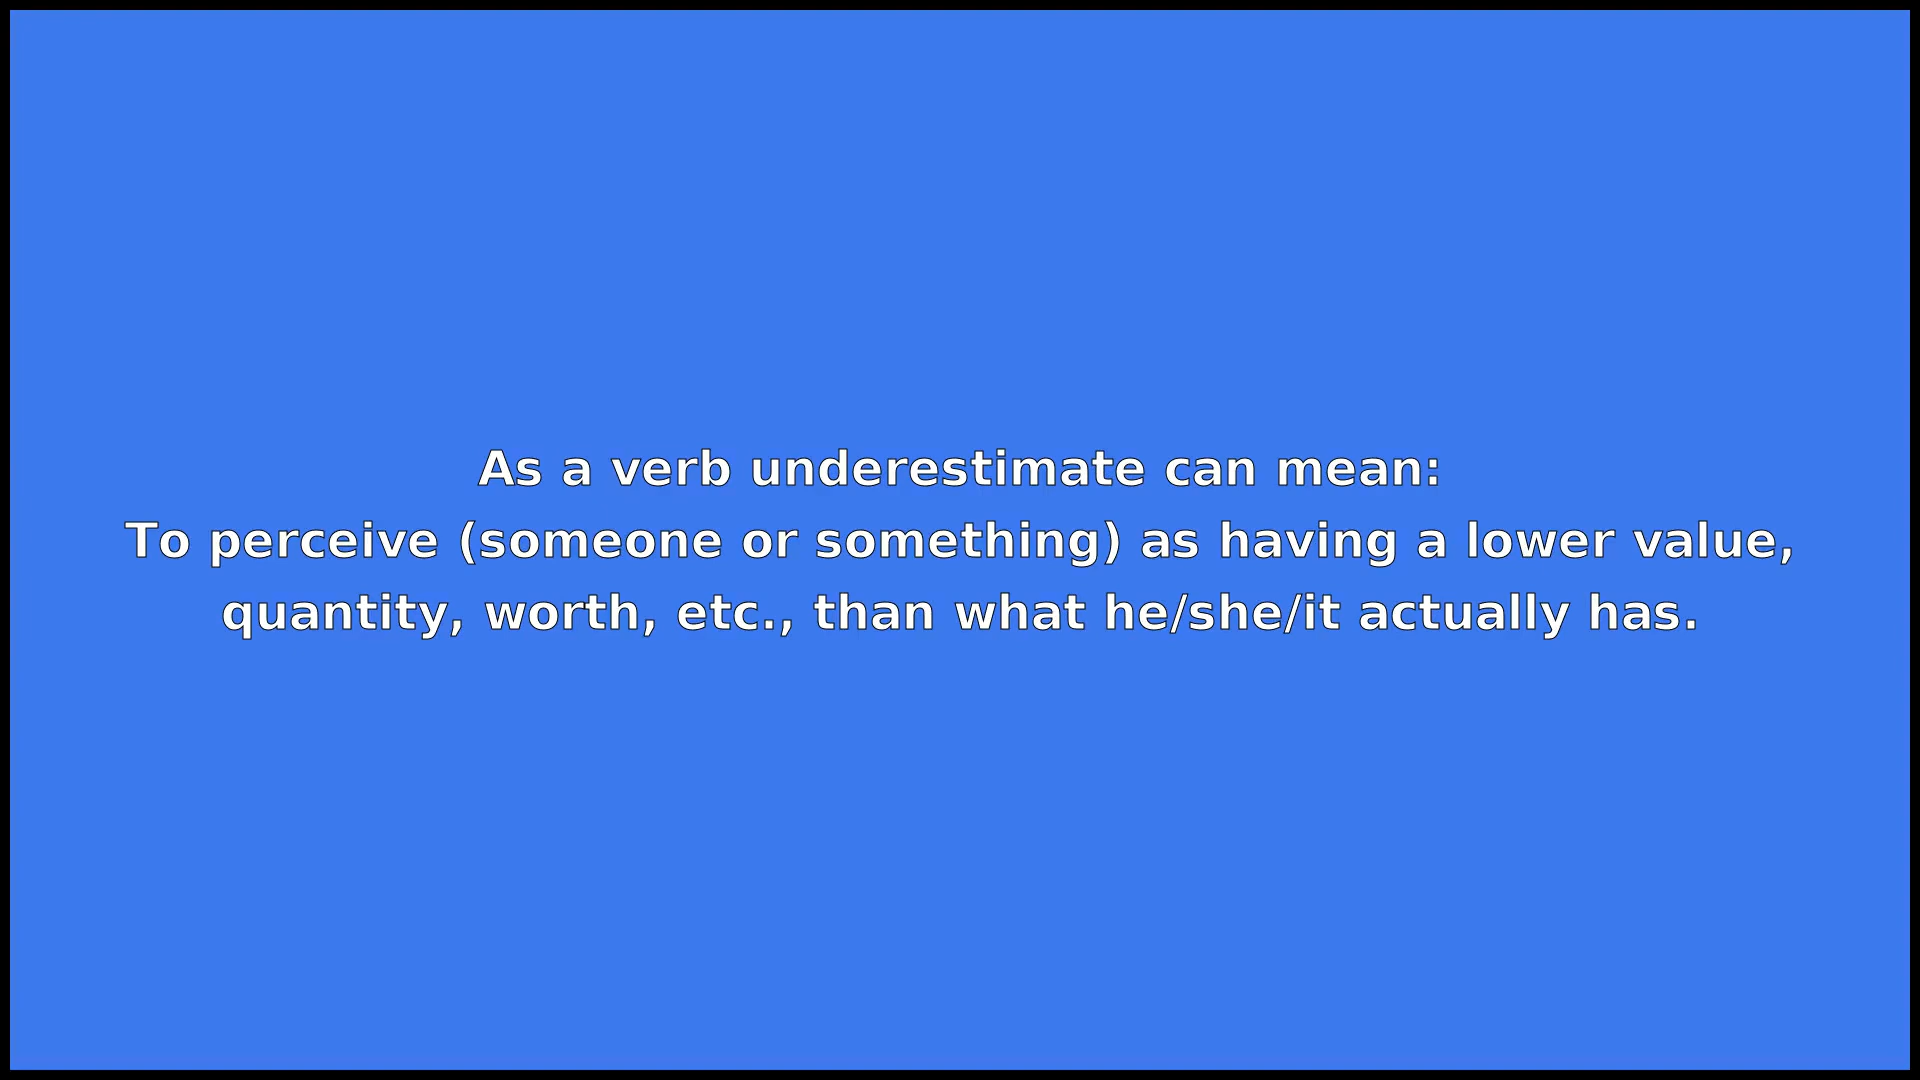 As a verb underestimate can mean:
To perceive (someone or something) as having a lower value,
quantity, worth, etc., than what he/she/it actually has.